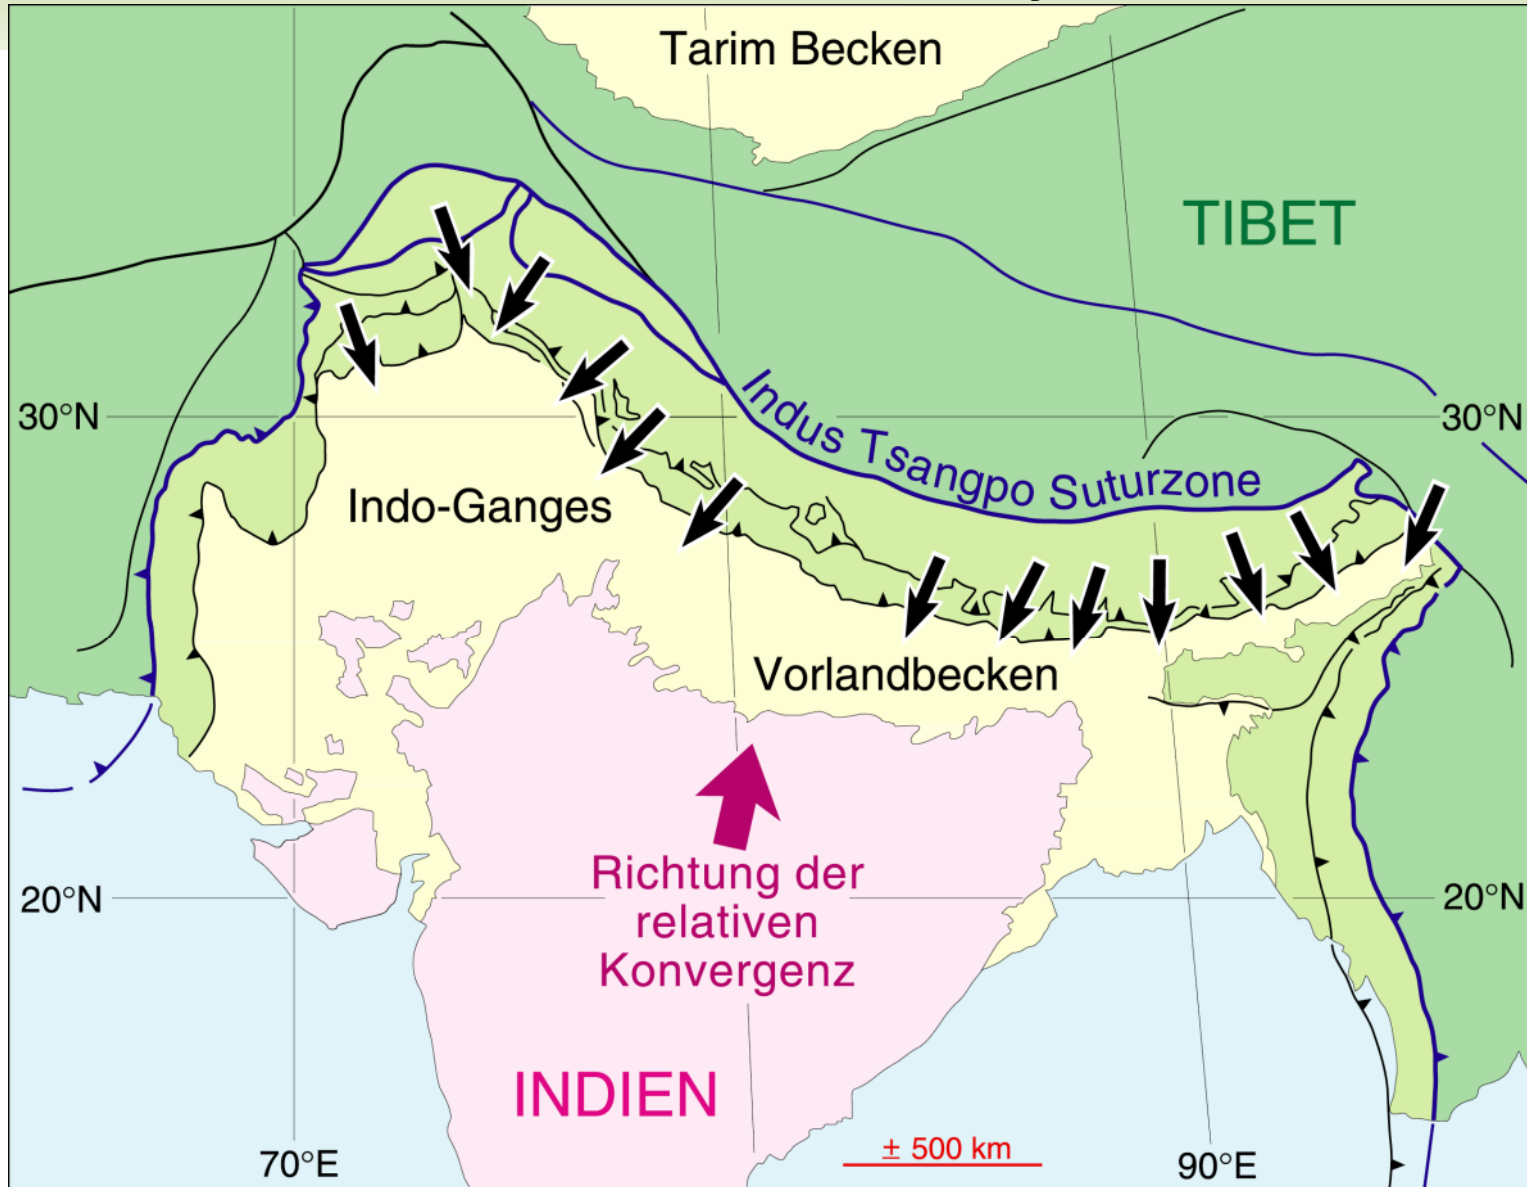 Tarim Becken
TIBET
30°N
30°N
Indus Tsangpo Suturzone
Indo-Ganges
Vorlandbecken
Richtung der
relativen
Konvergenz
20°N
20°N
INDIEN
± 500 km
70°E
90°E